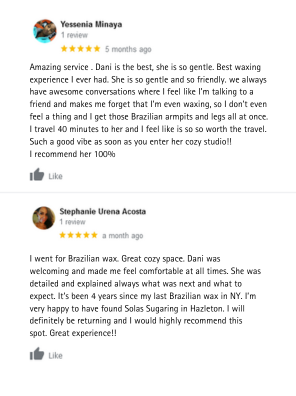 Yessenia Minaya
1 review
★★★★★ 5 months ago
Amazing service . Dani is the best, she is so gentle. Best waxing
experience I ever had. She is so gentle and so friendly. we always
have awesome conversations where I feel like I'm talking to a
friend and makes me forget that I'm even waxing, so I don't even
feel a thing and I get those Brazilian armpits and legs all at once.
I travel 40 minutes to her and I feel like is so so worth the travel.
Such a good vibe as soon as you enter her cozy studio!!
I recommend her 100%
Like
Stephanie Urena Acosta
1 review
★★★★★ a month ago
I went for Brazilian wax. Great cozy space. Dani was
welcoming and made me feel comfortable at all times. She was
detailed and explained always what was next and what to
expect. It's been 4 years since my last Brazilian wax in NY. I'm
very happy to have found Solas Sugaring in Hazleton. I will
definitely be returning and I would highly recommend this
spot. Great experience!!
Like